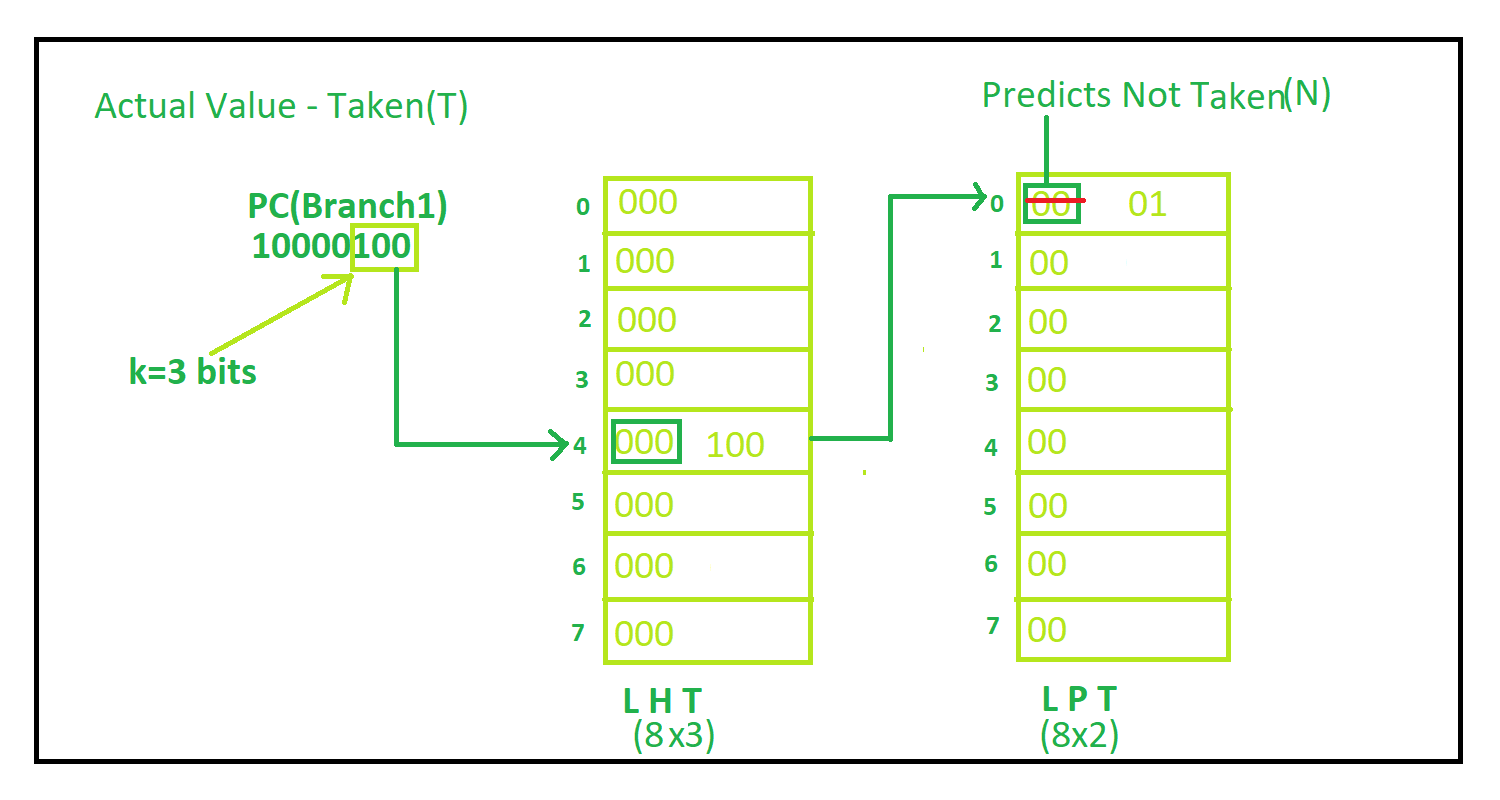 Actual Value - Taken(T)
Predicts Not Taken(N)
PC(Branch1)
10000100
k=3 bits
0 000
1 000
2 000
3 000
4 000 100
5 000
6 000
7 000
L H T
(8x3)
0 00 01
1 00
2 00
3 00
4 00
5 00
6 00
7 00
L P T
(8x2)